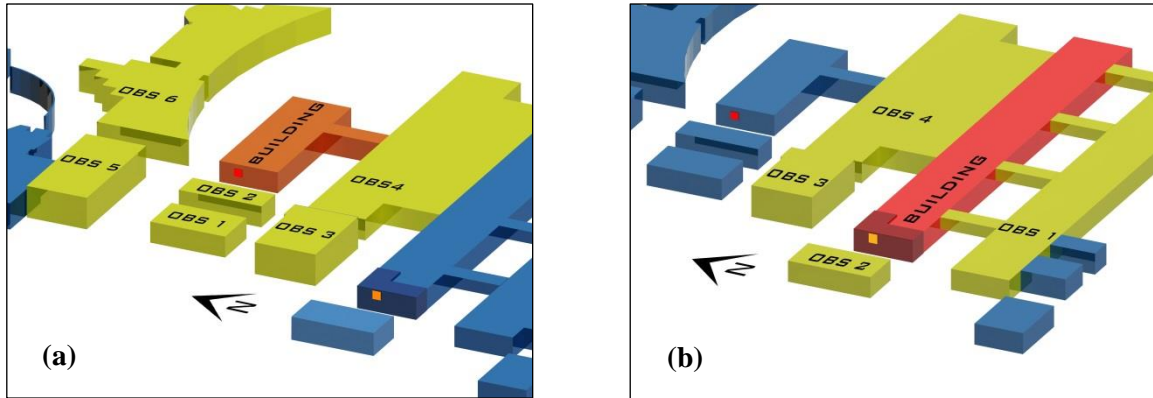 OBS 6
BUILDING
OBS 5
OBS 2
OBS4
OBS 1
OBS 3
N
(a)
OBS 4
BUILDING
OBS 3
OBS 1
OBS 2
N
(b)